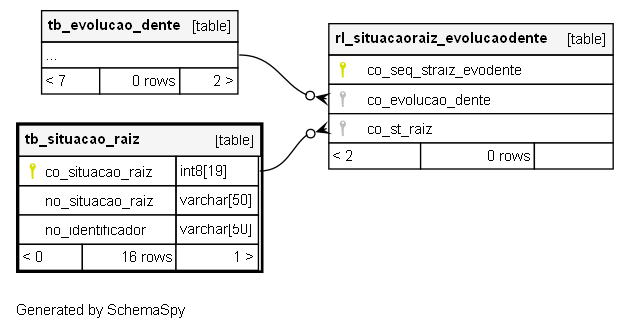 tb_evolucao_dente [table]
...
< 7 0 rows 2 >
rl_situacaoraiz_evolucaodente [table]
co_seq_straiz_evodente
co_evolucao_dente
co_st_raiz
< 2 0 rows
tb_situacao_raiz [table]
co_situacao_raiz int8[19]
no_situacao_raiz varchar[50]
no_identificador varchar[50]
< 0 16 rows 1 >
Generated by SchemaSpy